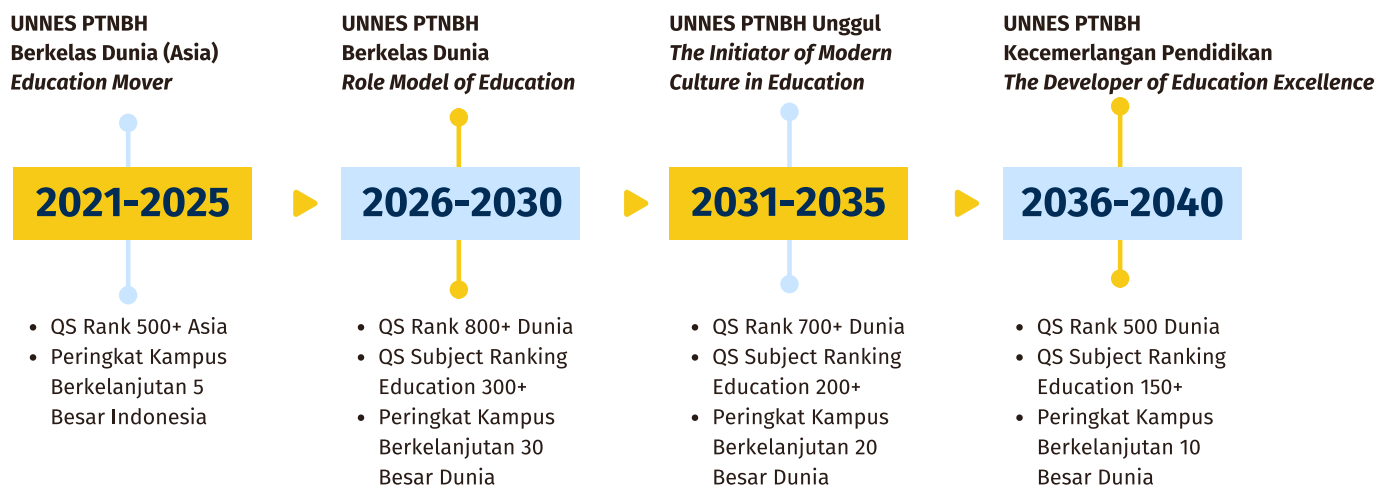 UNNES PTNBH
Berkelas Dunia (Asia)
Education Mover
2021-2025
• QS Rank 500+ Asia
• Peringkat Kampus
Berkelanjutan 5
Besar Indonesia
UNNES PTNBH
Berkelas Dunia
Role Model of Education
2026-2030
• QS Rank 800+ Dunia
• QS Subject Ranking
Education 300+
• Peringkat Kampus
Berkelanjutan 30
Besar Dunia
UNNES PTNBH Unggul
The Initiator of Modern
Culture in Education
2031-2035
• QS Rank 700+ Dunia
• QS Subject Ranking
Education 200+
• Peringkat Kampus
Berkelanjutan 20
Besar Dunia
UNNES PTNBH
Kecemerlangan Pendidikan
The Developer of Education Excellence
2036-2040
• QS Rank 500 Dunia
• QS Subject Ranking
Education 150+
• Peringkat Kampus
Berkelanjutan 10
Besar Dunia